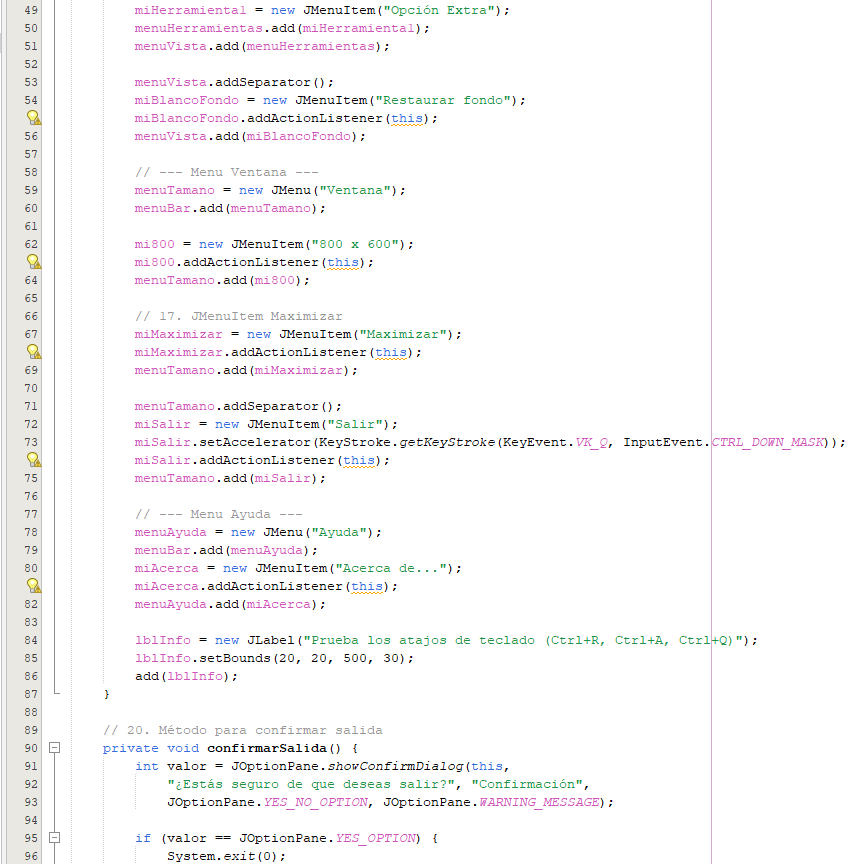 49 miHerramienta1 = new JMenuItem("Opción Extra");
50 menuHerramientas.add(miHerramienta1);
51 menuVista.add(menuHerramientas);
52
53 menuVista.addSeparator();
54 miBlancoFondo = new JMenuItem("Restaurar fondo");
miBlancoFondo.addActionListener(this);
56 menuVista.add(miBlancoFondo);
57
58 // --- Menu Ventana ---
59 menuTamano = new JMenu("Ventana");
60 menuBar.add(menuTamano);
61
62 mi800 = new JMenuItem("800 x 600");
mi800.addActionListener(this);
64 menuTamano.add(mi800);
65
66 // 17. JMenuItem Maximizar
67 miMaximizar = new JMenuItem("Maximizar");
miMaximizar.addActionListener(this);
69 menuTamano.add(miMaximizar);
70
71 menuTamano.addSeparator();
72 miSalir = new JMenuItem("Salir");
73 miSalir.setAccelerator(KeyStroke.getKeyStroke(KeyEvent.VK_Q, InputEvent.CTRL_DOWN_MASK));
miSalir.addActionListener(this);
75 menuTamano.add(miSalir);
76
77 // --- Menu Ayuda ---
78 menuAyuda = new JMenu("Ayuda");
79 menuBar.add(menuAyuda);
80 miAcerca = new JMenuItem("Acerca de...");
miAcerca.addActionListener(this);
82 menuAyuda.add(miAcerca);
83
84 lblInfo = new JLabel("Prueba los atajos de teclado (Ctrl+R, Ctrl+A, Ctrl+Q)");
85 lblInfo.setBounds(20, 20, 500, 30);
86 add(lblInfo);
87 }
88
89 // 20. Método para confirmar salida
90 private void confirmarSalida() {
91 int valor = JOptionPane.showConfirmDialog(this,
92 "¿Estás seguro de que deseas salir?", "Confirmación",
93 JOptionPane.YES_NO_OPTION, JOptionPane.WARNING_MESSAGE);
94
95 if (valor == JOptionPane.YES_OPTION) {
96 System.exit(0);